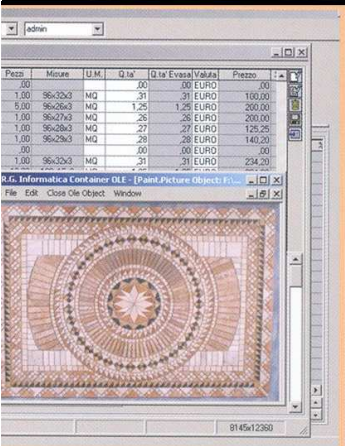 admin
Pezzi Misure U.M. Q.ta' Q.ta' Evasa Valuta Prezzo
,00 ,00 ,00 EURO ,00
1,00 96x32x3 MQ ,31 ,31 EURO 100,00
5,00 96x26x3 MQ 1,25 1,25 EURO 200,00
1,00 96x27x3 MQ ,26 ,26 EURO 200,00
1,00 96x28x3 MQ ,27 ,27 EURO 125,25
1,00 96x29x3 MQ ,28 ,28 EURO 140,20
,00 ,00 ,00 EURO ,00
1,00 96x32x3 MQ ,31 ,31 EURO 234,20
R.G. Informatica Container OLE - [Paint.Picture Object: F:\...
File Edit Close Ole Object Window
8145x12360